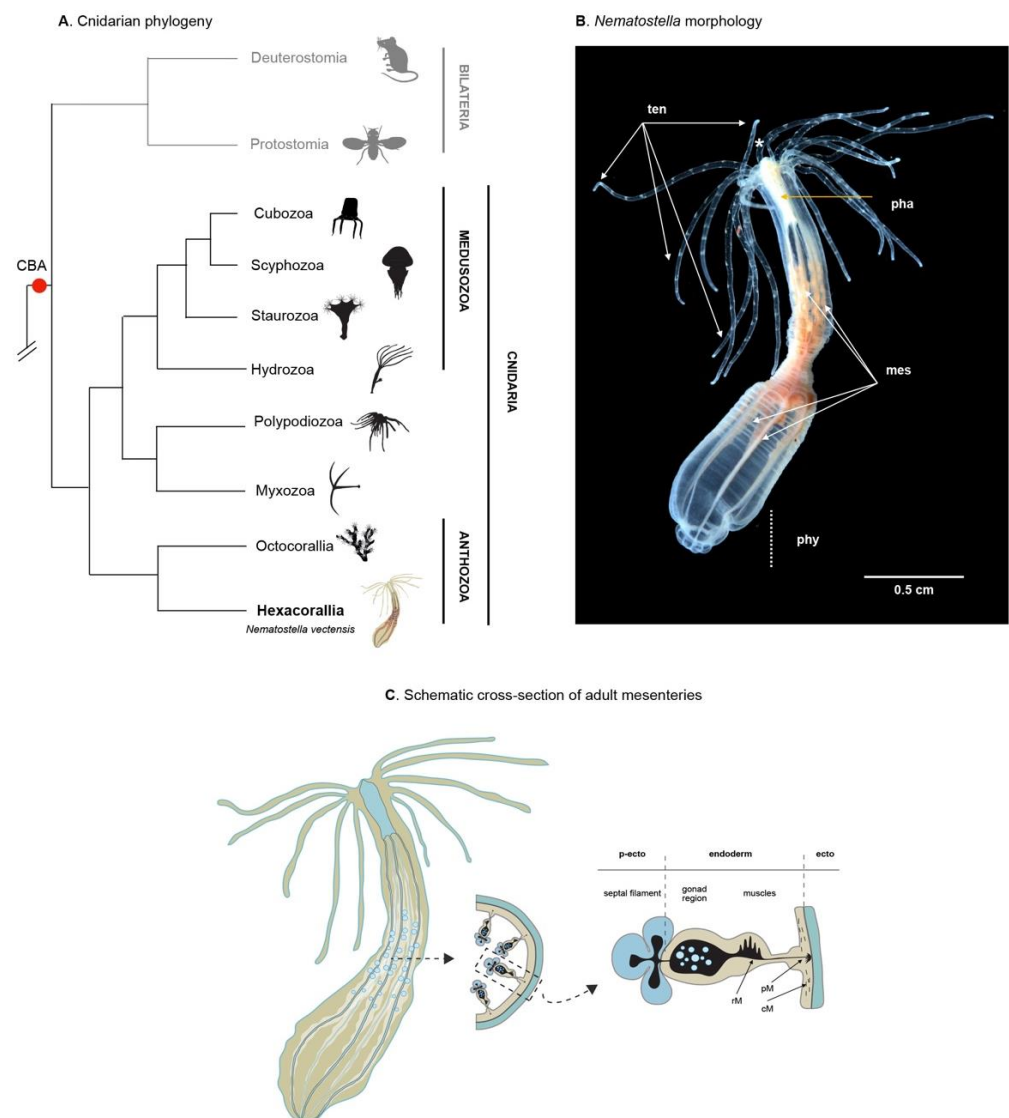 A. Cnidarian phylogeny
Deuterostomia
Protostomia
BILATERIA
Cubozoa
Scyphozoa
Staurozoa
Hydrozoa
MEDUSOZOA
CBA
Polypodiozoa
Myxozoa
CNIDARIA
Octocorallia
Hexacorallia
Nematostella vectensis
ANTHOZOA
B. Nematostella morphology
ten
*
pha
mes
phy
0.5 cm
C. Schematic cross-section of adult mesenteries
p-ecto endoderm ecto
septal filament gonad region muscles
rM
pM
cM